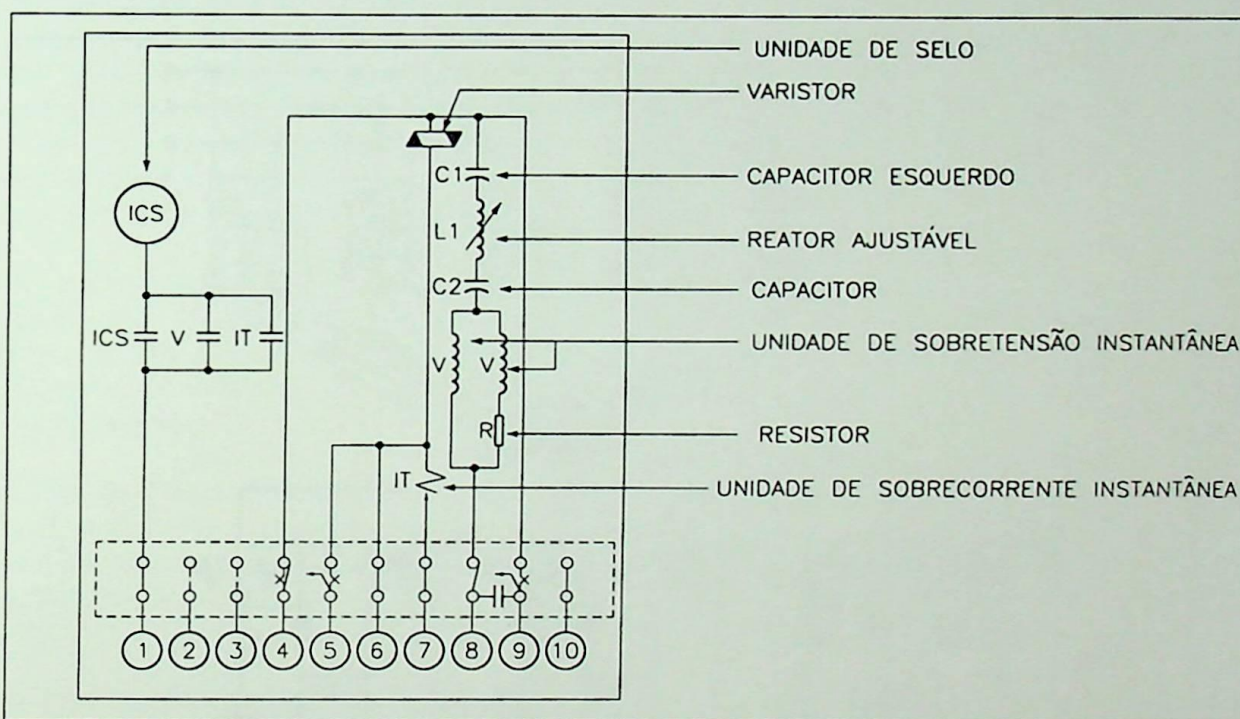 UNIDADE DE SELO
VARISTOR
C1
CAPACITOR ESQUERDO
ICS
L1
REATOR AJUSTÁVEL
C2
CAPACITOR
ICS V IT
UNIDADE DE SOBRETENSÃO INSTANTÂNEA
V V
R
RESISTOR
IT
UNIDADE DE SOBRECORRENTE INSTANTÂNEA
1 2 3 4 5 6 7 8 9 10